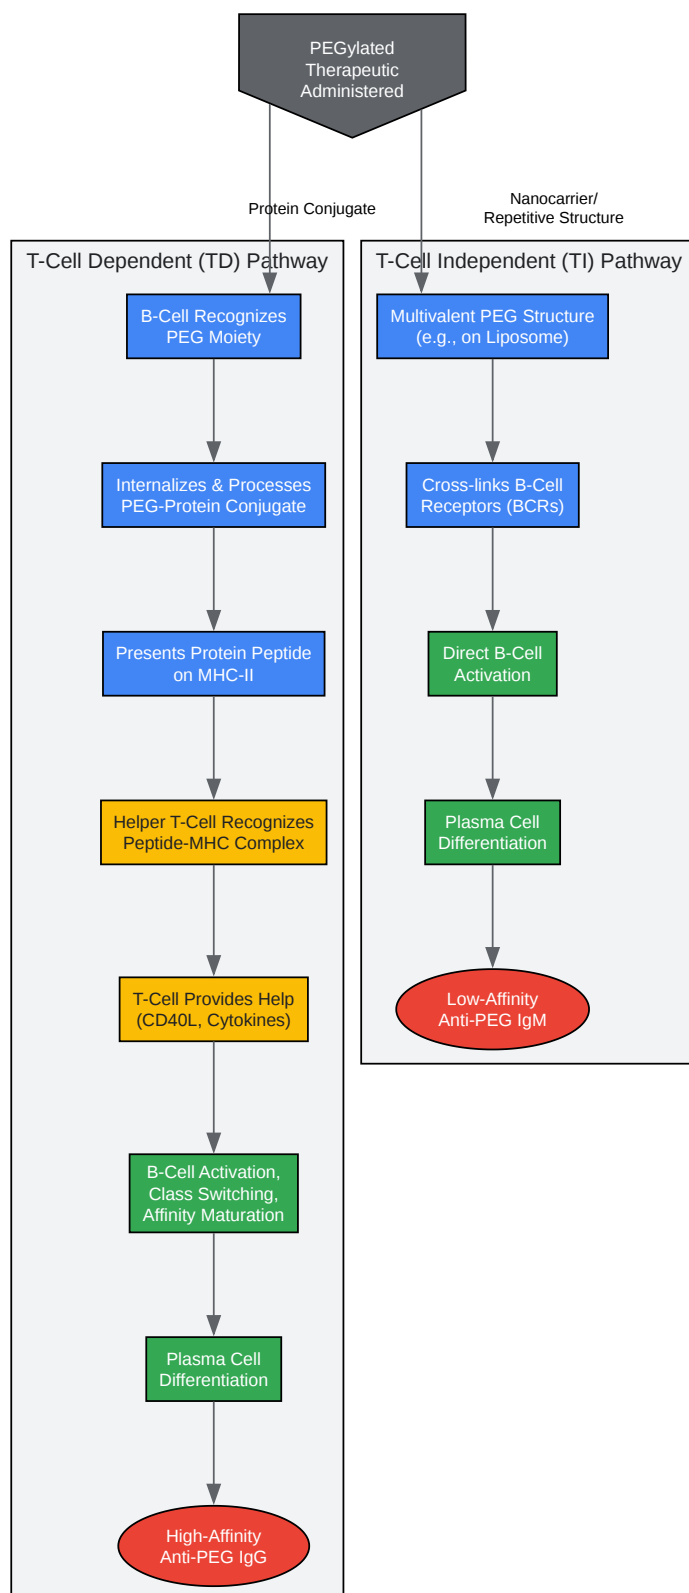 PEGylated
Therapeutic
Administered
Protein Conjugate
Nanocarrier/
Repetitive Structure
T-Cell Dependent (TD) Pathway
B-Cell Recognizes
PEG Moiety
Internalizes & Processes
PEG-Protein Conjugate
Presents Protein Peptide
on MHC-II
Helper T-Cell Recognizes
Peptide-MHC Complex
T-Cell Provides Help
(CD40L, Cytokines)
B-Cell Activation,
Class Switching,
Affinity Maturation
Plasma Cell
Differentiation
High-Affinity
Anti-PEG IgG
T-Cell Independent (TI) Pathway
Multivalent PEG Structure
(e.g., on Liposome)
Cross-links B-Cell
Receptors (BCRs)
Direct B-Cell
Activation
Plasma Cell
Differentiation
Low-Affinity
Anti-PEG IgM